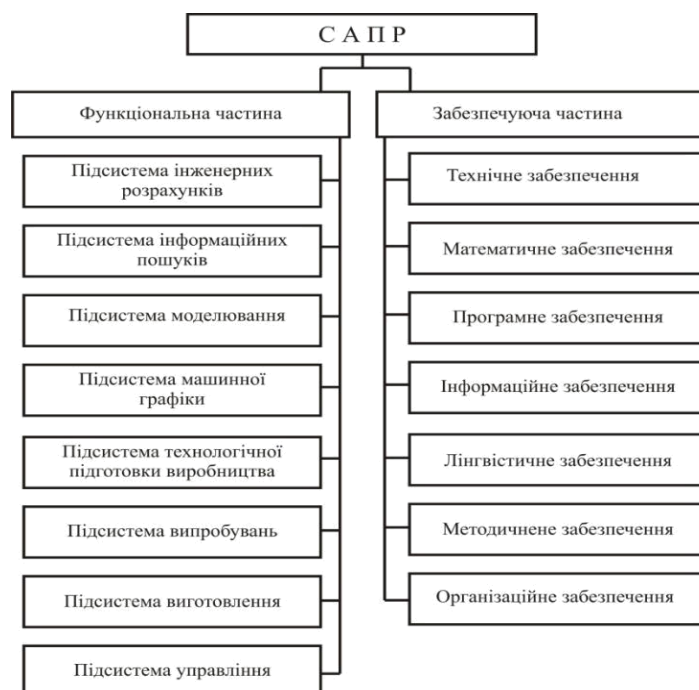 С А П Р
Функціональна частина
Підсистема інженерних
розрахунків
Підсистема інформаційних
пошуків
Підсистема моделювання
Підсистема машинної
графіки
Підсистема технологічної
підготовки виробництва
Підсистема випробувань
Підсистема виготовлення
Підсистема управління
Забезпечуюча частина
Технічне забезпечення
Математичне забезпечення
Програмне забезпечення
Інформаційне забезпечення
Лінгвістичне забезпечення
Методичнене забезпечення
Організаційне забезпечення